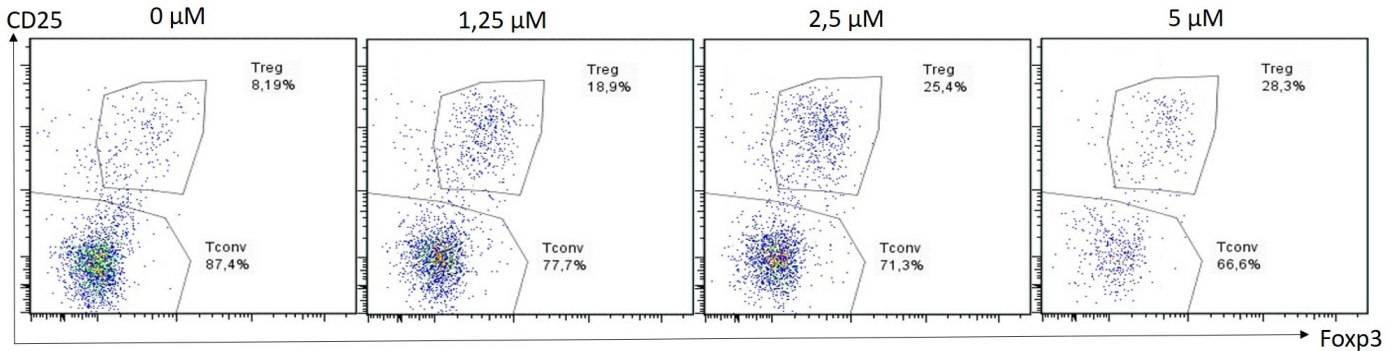 CD25
0 µM
1,25 µM
2,5 µM
5 µM
Treg
8,19%
Treg
18,9%
Treg
25,4%
Treg
28,3%
Tconv
87,4%
Tconv
77,7%
Tconv
71,3%
Tconv
66,6%
Foxp3